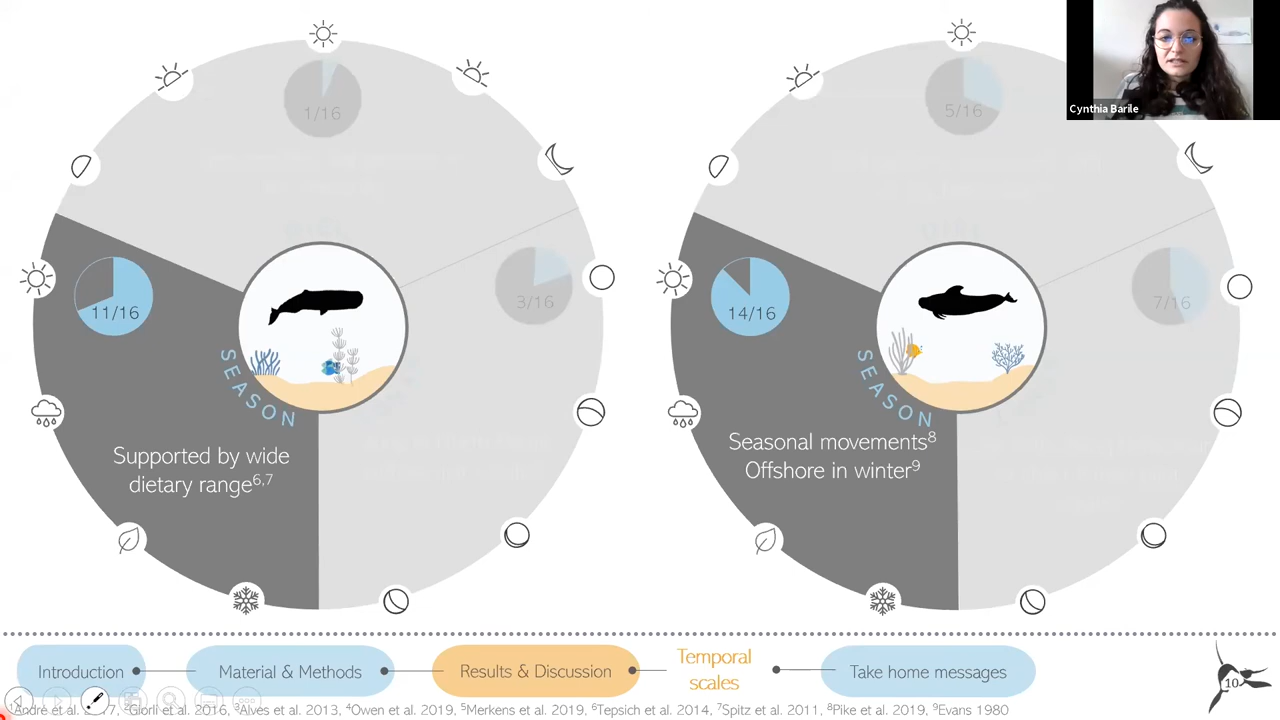 1/16
5/16
Cynthia Barile
11/16
3/16
14/16
7/16
SEASON
SEASON
Supported by wide
dietary range6,7
Seasonal movements8
Offshore in winter9
Introduction
Material & Methods
Results & Discussion
Temporal
scales
Take home messages
10
Giorli et al. 2016, 3Alves et al. 2013, 4Owen et al. 2019, 5Merkens et al. 2019, 6Tepsich et al. 2014, 7Spitz et al. 2011, 8Pike et al. 2019, 9Evans 1980